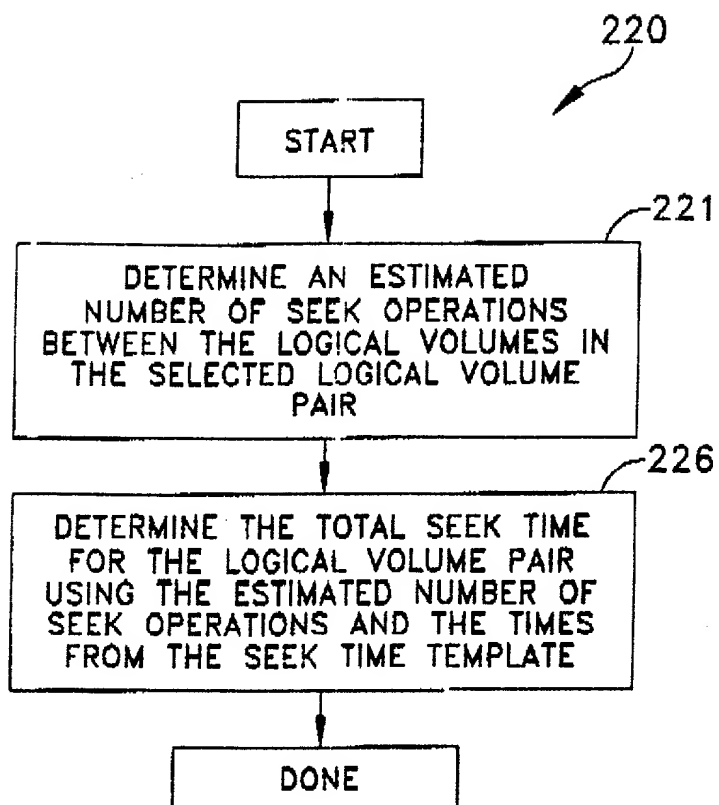 220
START
221
DETERMINE AN ESTIMATED
NUMBER OF SEEK OPERATIONS
BETWEEN THE LOGICAL VOLUMES IN
THE SELECTED LOGICAL VOLUME
PAIR
226
DETERMINE THE TOTAL SEEK TIME
FOR THE LOGICAL VOLUME PAIR
USING THE ESTIMATED NUMBER OF
SEEK OPERATIONS AND THE TIMES
FROM THE SEEK TIME TEMPLATE
DONE